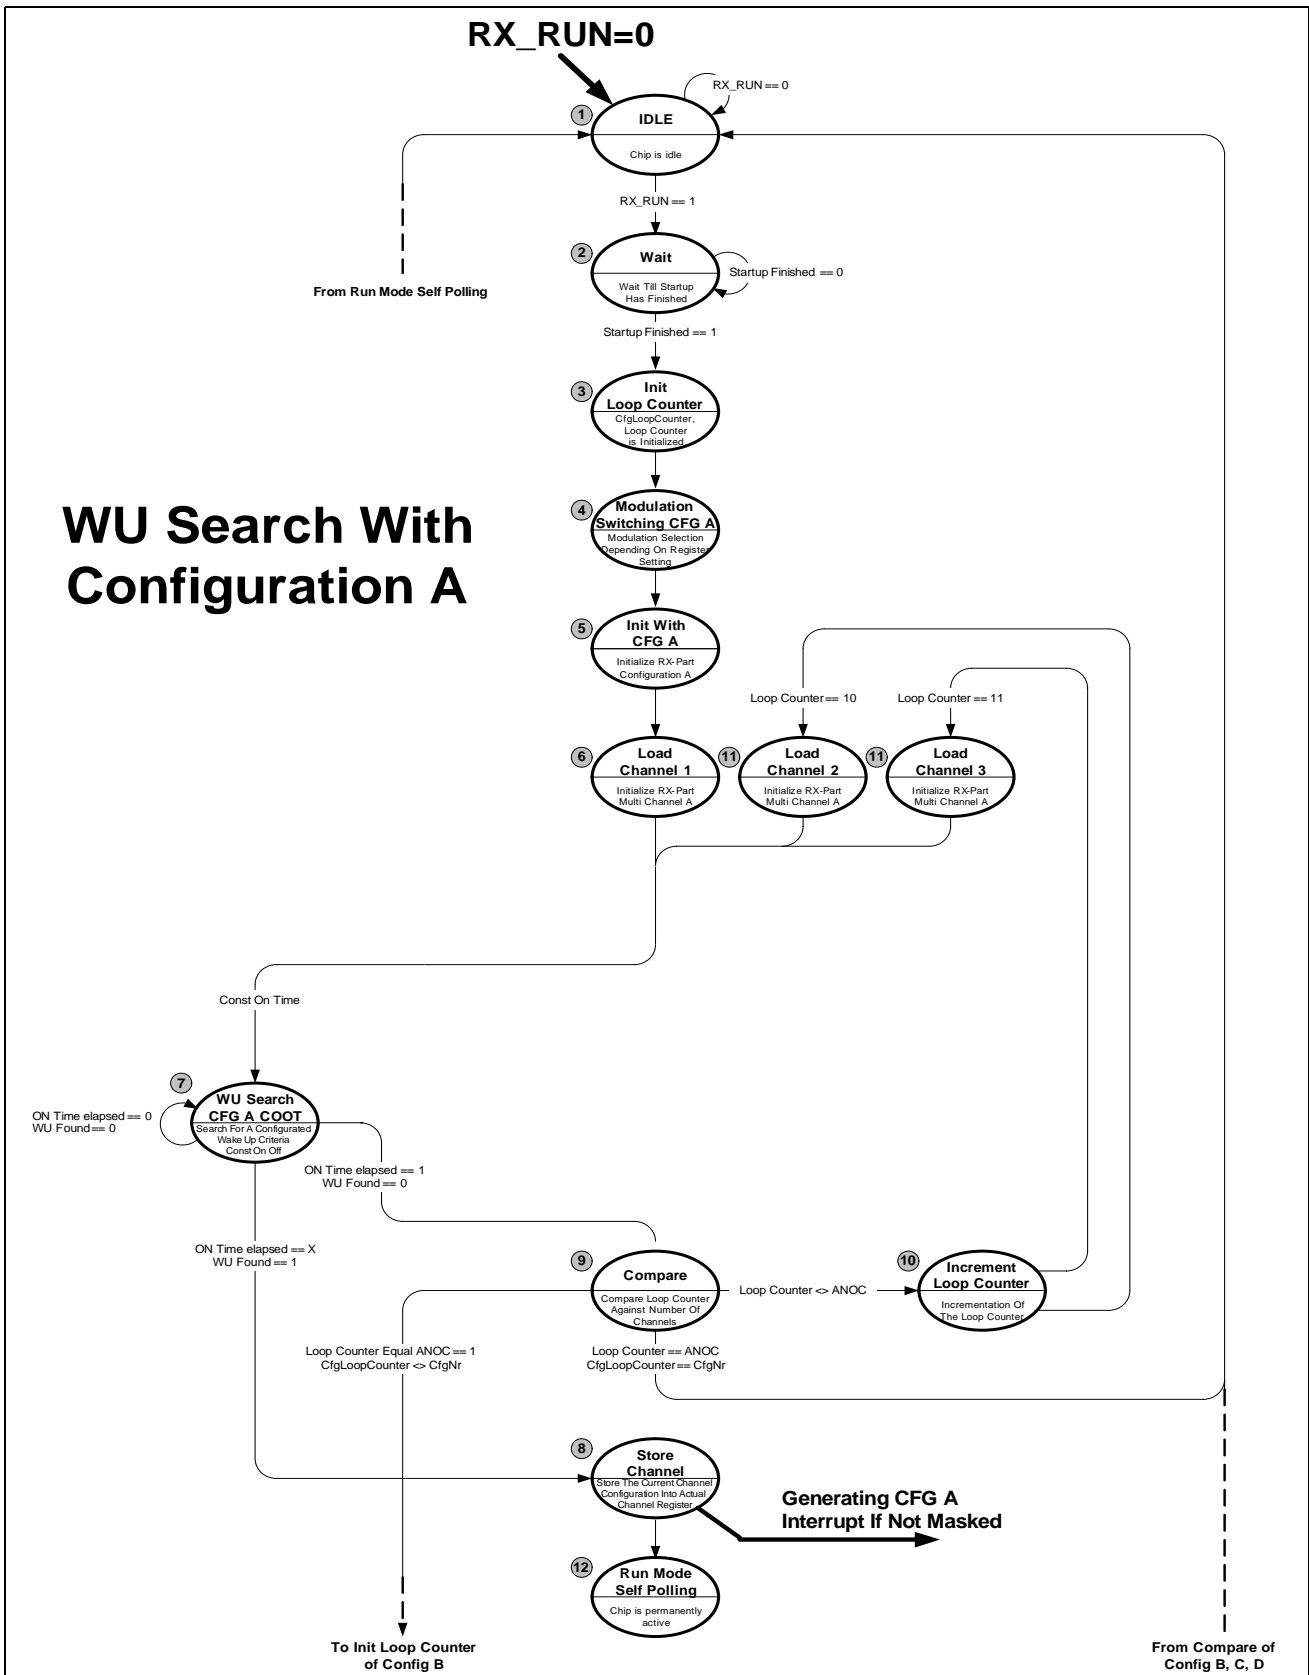 RX_RUN=0
RX_RUN == 0
1
IDLE
Chip is idle
RX_RUN == 1
2
Wait
Wait Till Startup
Has Finished
Startup Finished == 0
From Run Mode Self Polling
Startup Finished == 1
3
Init
Loop Counter
CfgLoopCounter,
Loop Counter
is Initialized
WU Search With
Configuration A
4
Modulation
Switching CFG A
Modulation Selection
Depending On Register
Setting
5
Init With
CFG A
Initialize RX-Part
Configuration A
Loop Counter == 10
Loop Counter == 11
6
Load
Channel 1
Initialize RX-Part
Multi Channel A
11
Load
Channel 2
Initialize RX-Part
Multi Channel A
11
Load
Channel 3
Initialize RX-Part
Multi Channel A
Const On Time
7
WU Search
CFG A COOT
Search For A Configurated
Wake Up Criteria
Const On Off
ON Time elapsed == 0
WU Found == 0
ON Time elapsed == 1
WU Found == 0
ON Time elapsed == X
WU Found == 1
9
Compare
Compare Loop Counter
Against Number Of
Channels
Loop Counter <> ANOC
10
Increment
Loop Counter
Incrementation Of
The Loop Counter
Loop Counter Equal ANOC == 1
CfgLoopCounter <> CfgNr
Loop Counter == ANOC
CfgLoopCounter == CfgNr
8
Store
Channel
Store The Current Channel
Configuration Into Actual
Channel Register
Generating CFG A
Interrupt If Not Masked
12
Run Mode
Self Polling
Chip is permanently
active
To Init Loop Counter
of Config B
From Compare of
Config B, C, D